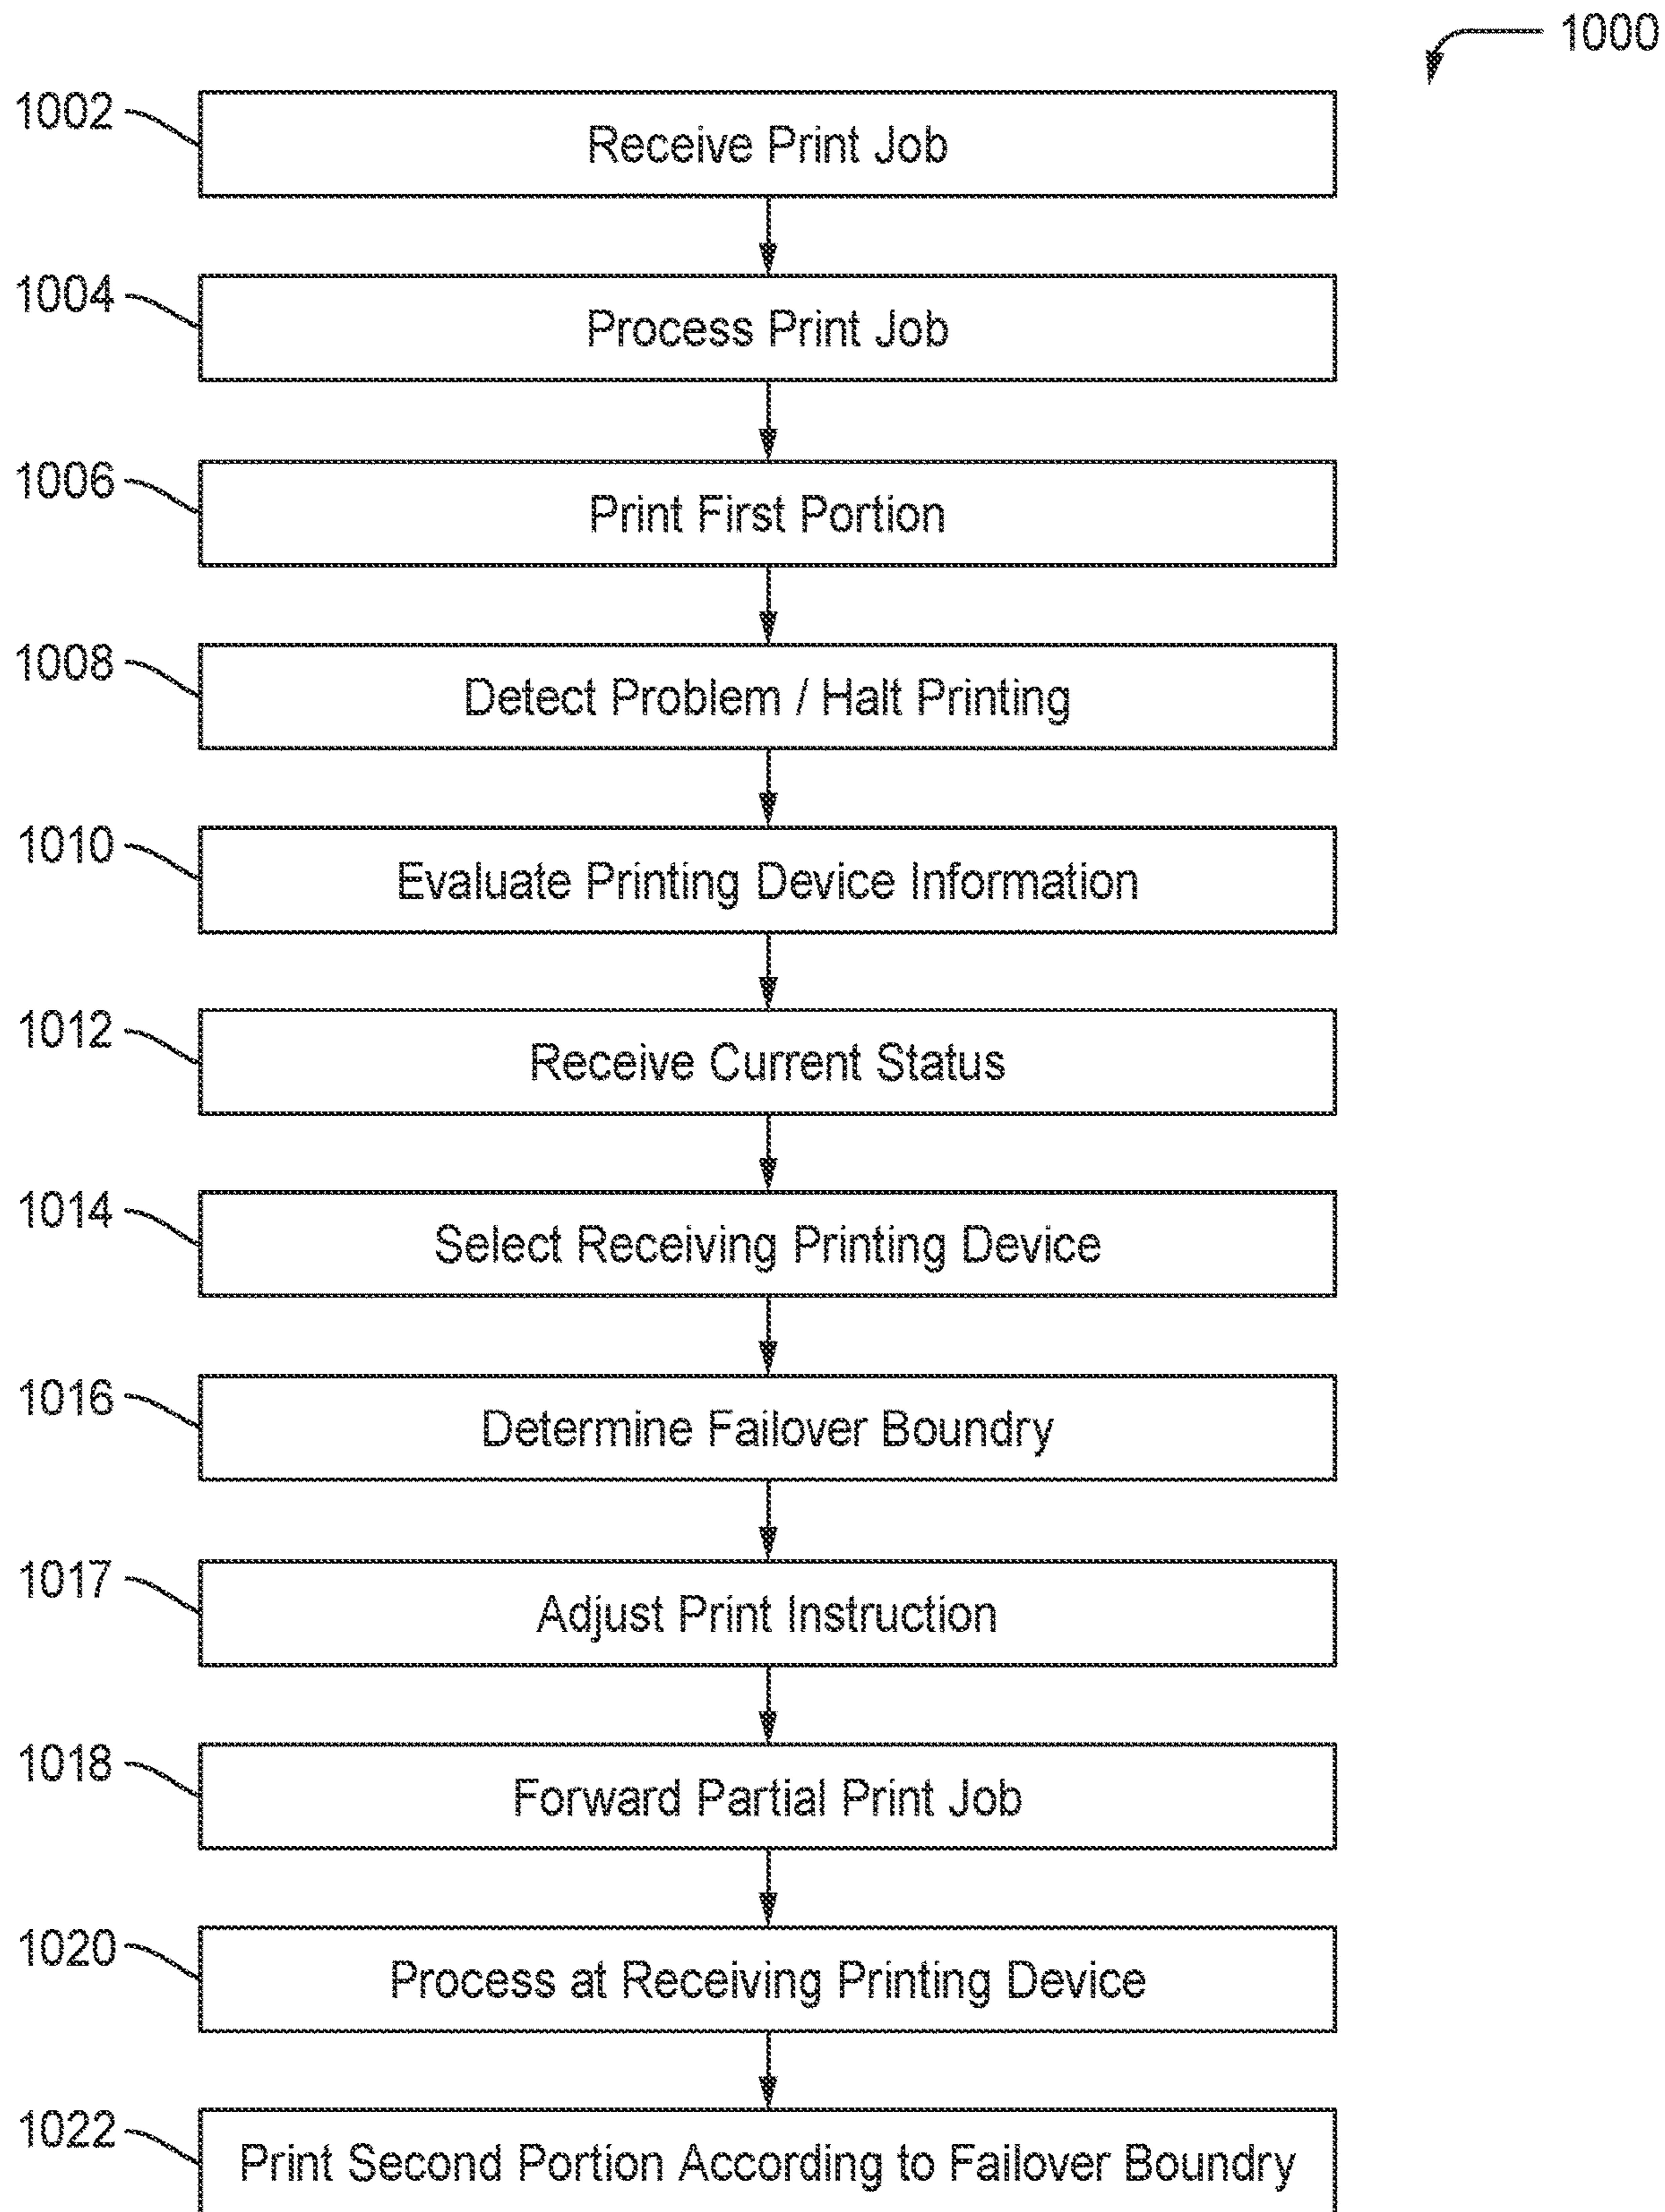 1000
1002 Receive Print Job
1004 Process Print Job
1006 Print First Portion
1008 Detect Problem / Halt Printing
1010 Evaluate Printing Device Information
1012 Receive Current Status
1014 Select Receiving Printing Device
1016 Determine Failover Boundry
1017 Adjust Print Instruction
1018 Forward Partial Print Job
1020 Process at Receiving Printing Device
1022 Print Second Portion According to Failover Boundry